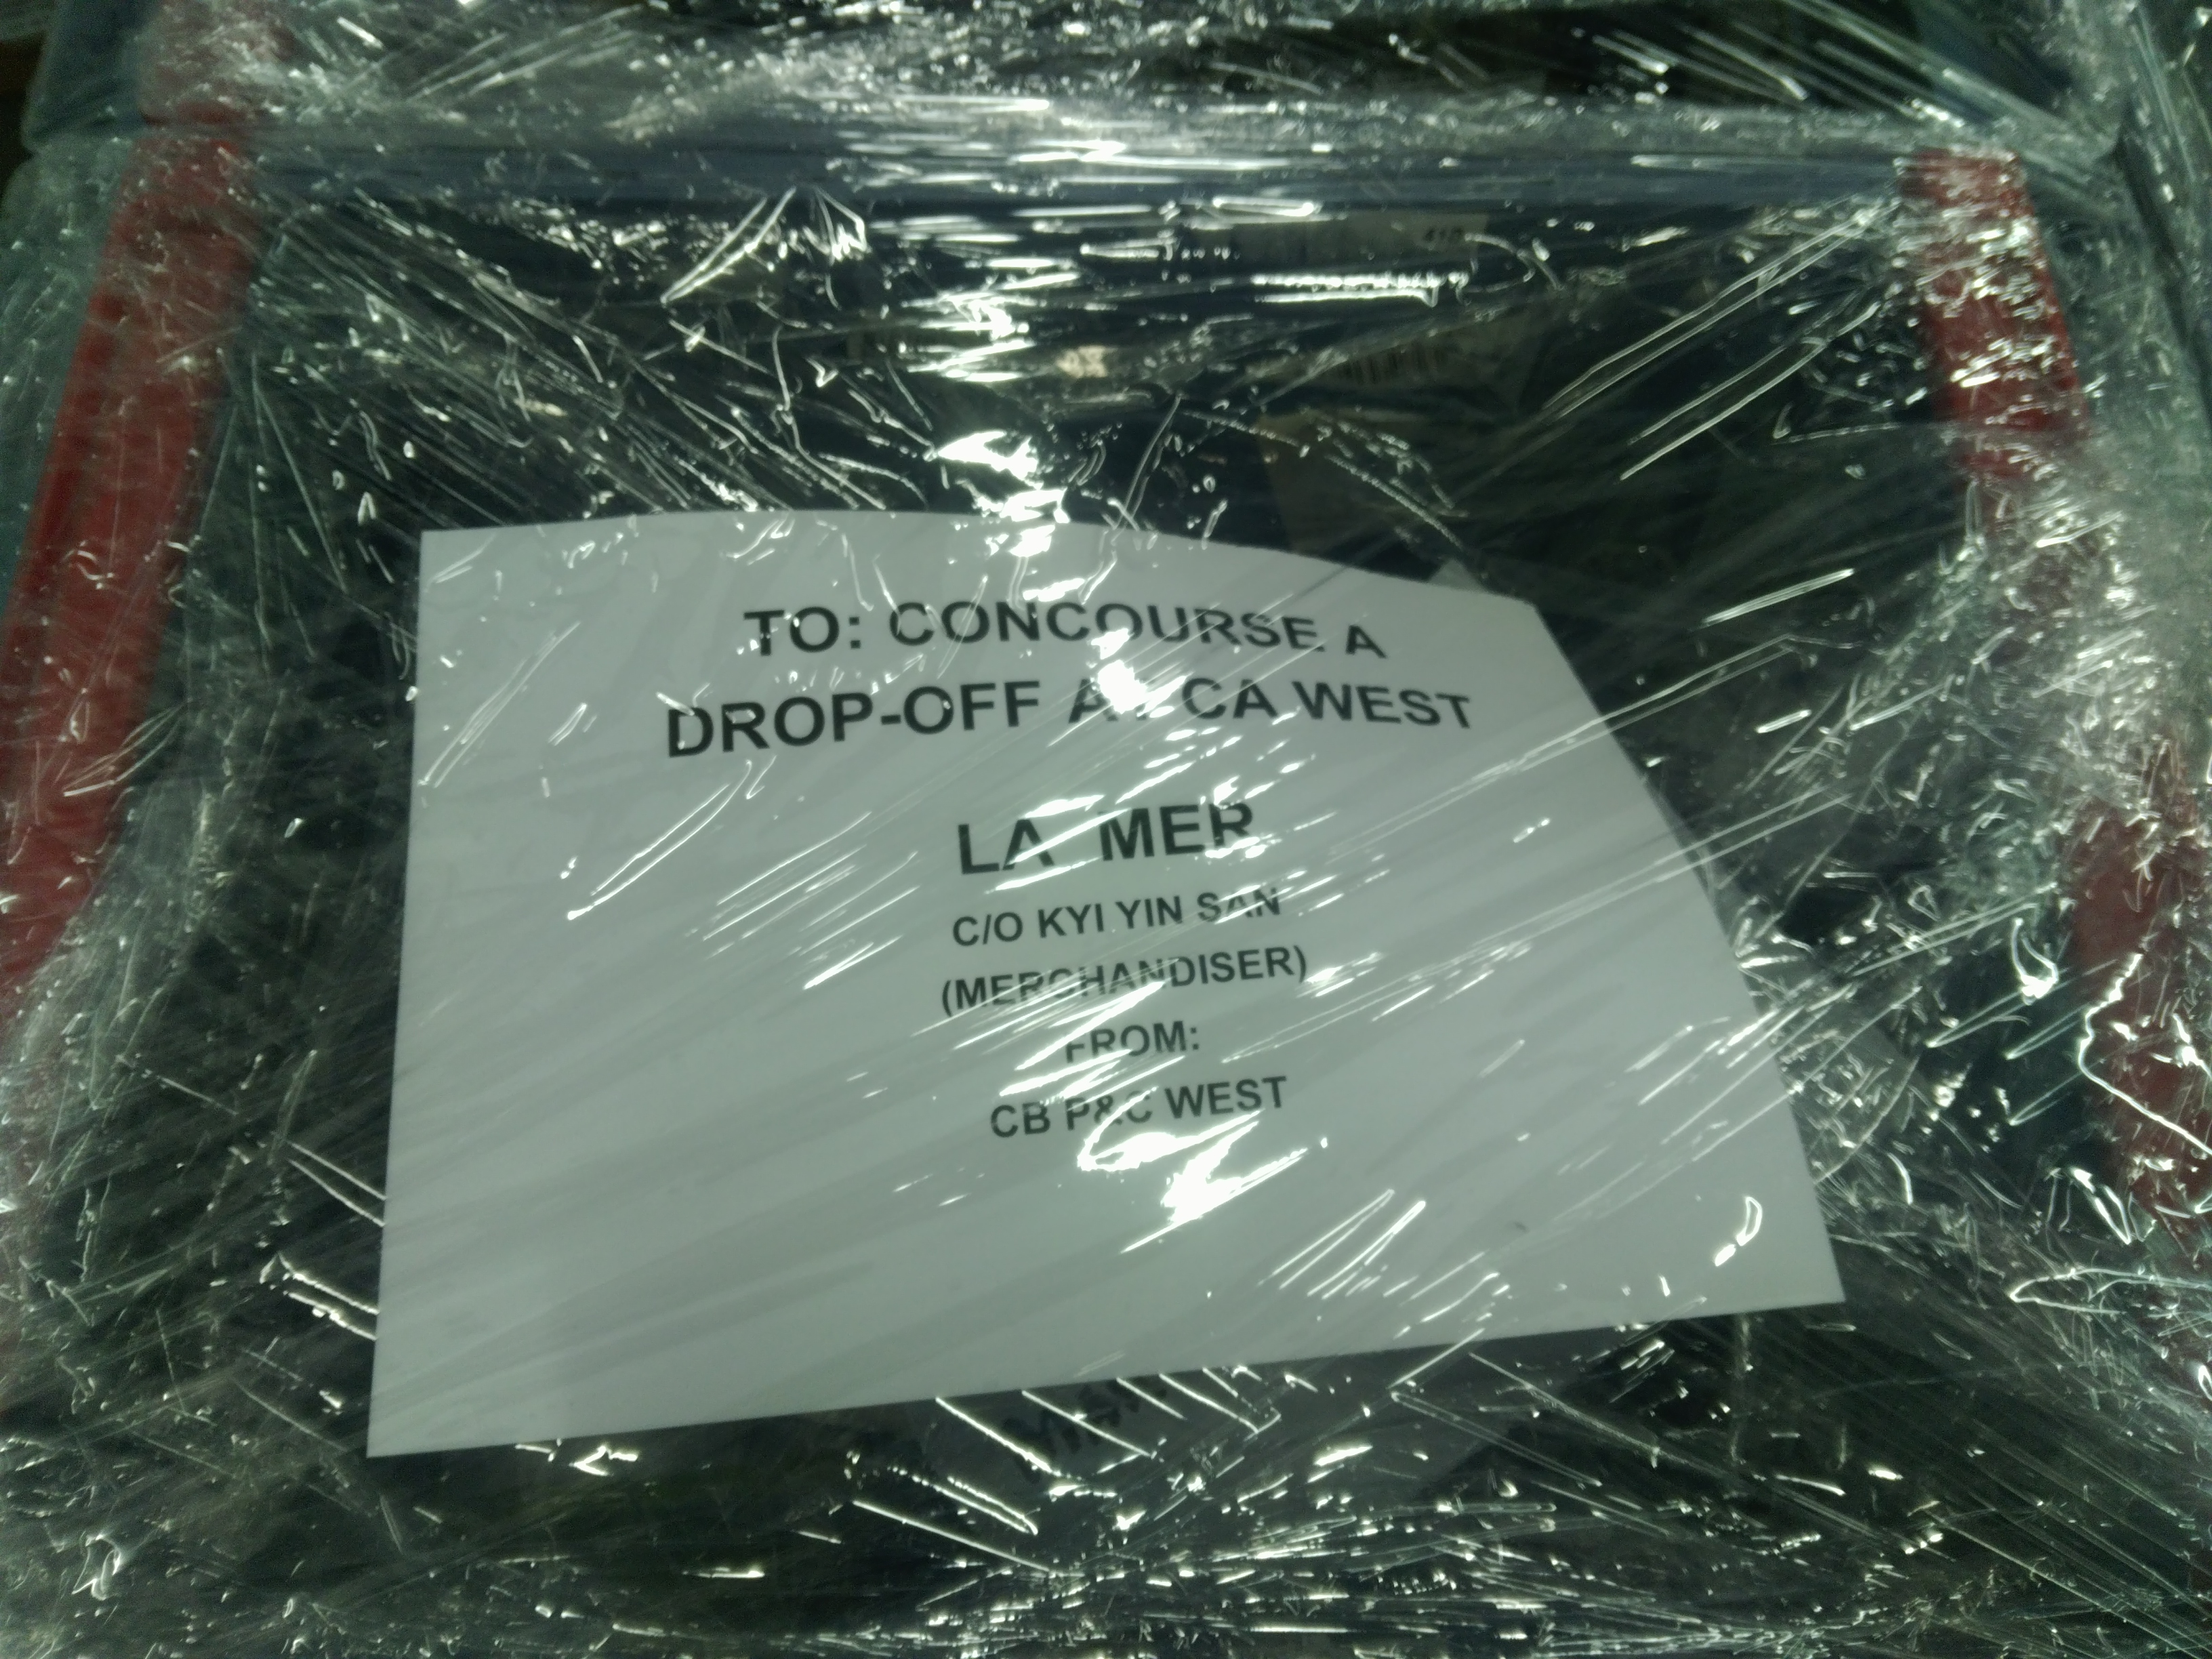 TO: CONCOURSE A
DROP-OFF AT CA WEST
LA MER
C/O KYI YIN SAN
(MERCHANDISER)
FROM:
CB P&C WEST